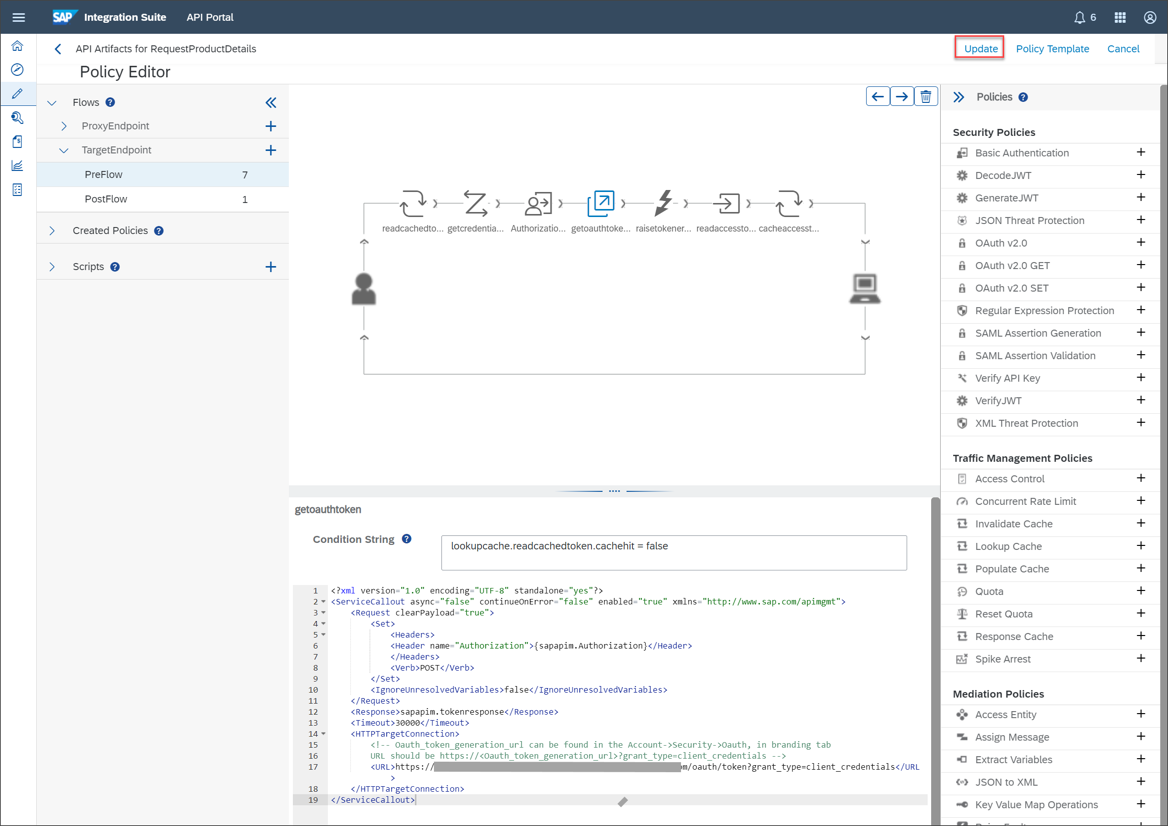 SAP Integration Suite API Portal 6
API Artifacts for RequestProductDetails
Policy Editor
Update Policy Template Cancel
Flows ?
ProxyEndpoint
TargetEndpoint
PreFlow 7
PostFlow 1
Created Policies ?
Scripts ?
readcachedto... getcredentia... Authorizatio... getoauthtoke... raisetokener... readaccessto... cacheaccesst...
getoauthtoken
Condition String ?
lookupcache.readcachedtoken.cachehit = false
1 <?xml version="1.0" encoding="UTF-8" standalone="yes"?>
2 <ServiceCallout async="false" continueOnError="false" enabled="true" xmlns="http://www.sap.com/apimgmt">
3 <Request clearPayload="true">
4 <Set>
5 <Headers>
6 <Header name="Authorization">{sapapim.Authorization}</Header>
7 </Headers>
8 <Verb>POST</Verb>
9 </Set>
10 <IgnoreUnresolvedVariables>false</IgnoreUnresolvedVariables>
11 </Request>
12 <Response>sapapim.tokenresponse</Response>
13 <Timeout>30000</Timeout>
14 <HTTPTargetConnection>
15 <!-- Oauth_token_generation_url can be found in the Account->Security->Oauth, in branding tab
16 URL should be https://<Oauth_token_generation_url>?grant_type=client_credentials -->
17 <URL>https:// m/oauth/token?grant_type=client_credentials</URL
>
18 </HTTPTargetConnection>
19 </ServiceCallout>
Policies ?
Security Policies
Basic Authentication
DecodeJWT
GenerateJWT
JSON Threat Protection
OAuth v2.0
OAuth v2.0 GET
OAuth v2.0 SET
Regular Expression Protection
SAML Assertion Generation
SAML Assertion Validation
Verify API Key
VerifyJWT
XML Threat Protection
Traffic Management Policies
Access Control
Concurrent Rate Limit
Invalidate Cache
Lookup Cache
Populate Cache
Quota
Reset Quota
Response Cache
Spike Arrest
Mediation Policies
Access Entity
Assign Message
Extract Variables
JSON to XML
Key Value Map Operations